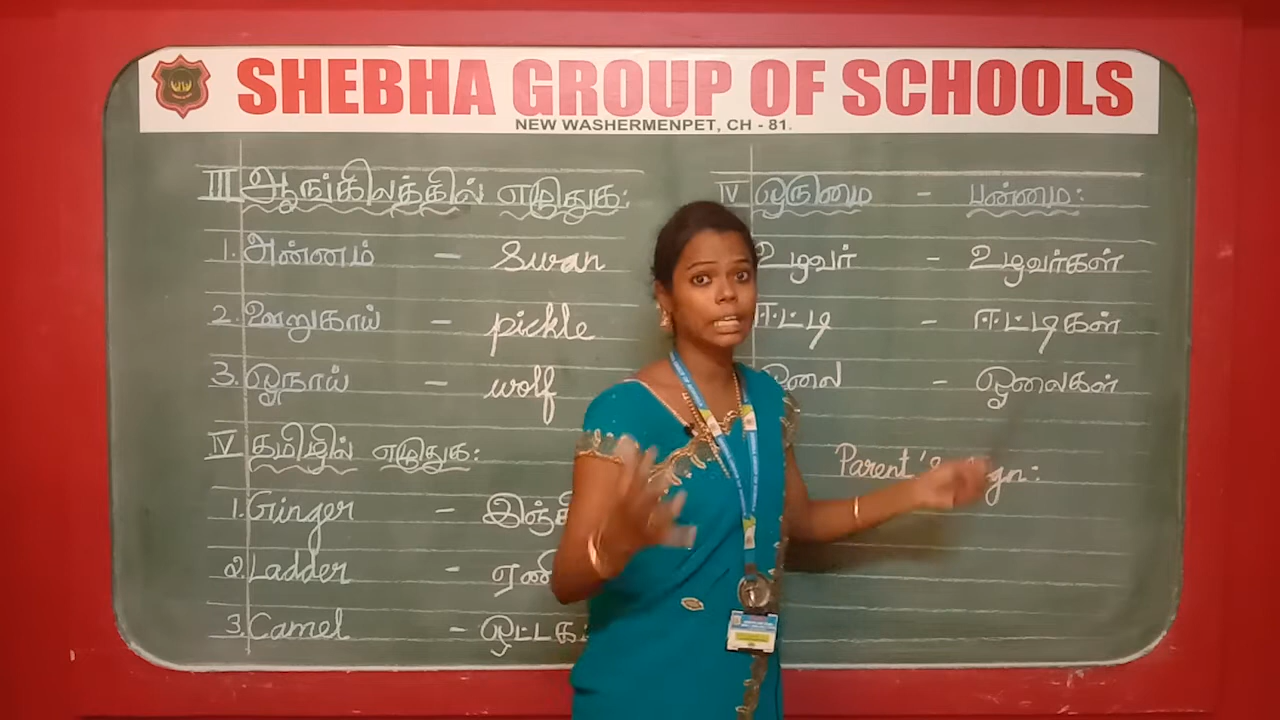 SHEBHA GROUP OF SCHOOLS
NEW WASHERMENPET, CH - 81.
III ஆங்கிலத்தில் எழுதுக:
1. அன்னம் - Swan
2. ஊறுகாய் - pickle
3. ஓநாய் - wolf
IV தமிழில் எழுதுக:
1. Ginger - இஞ்சி
2. Ladder - ஏணி
3. Camel - ஒட்டக
IV ஒருமை - பன்மை:
உழவர் - உழவர்கள்
ஈட்டி - ஈட்டிகள்
ஓலை - ஓலைகள்
Parent's Sign: